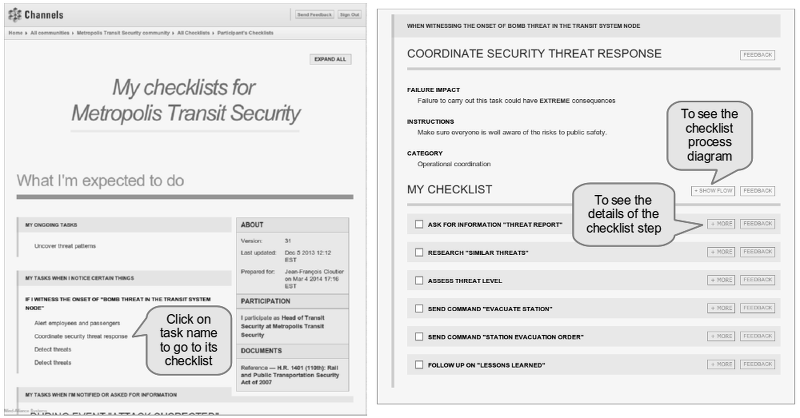 Channels
Send Feedback Sign Out
Home › All communities › Metropolis Transit Security community › All Checklists › Participant's Checklists
EXPAND ALL
My checklists for
Metropolis Transit Security
What I'm expected to do
MY ONGOING TASKS
Uncover threat patterns
MY TASKS WHEN I NOTICE CERTAIN THINGS
IF I WITNESS THE ONSET OF "BOMB THREAT IN THE TRANSIT SYSTEM
NODE"
Alert employees and passengers
Coordinate security threat response
Detect threats
Detect threats
MY TASKS WHEN I'M NOTIFIED OR ASKED FOR INFORMATION
DURING EVENT "ATTACK SUSPECTED"
Click on
task name
to go to its
checklist
ABOUT
Version: 31
Last updated: Dec 5 2013 12:12
EST
Prepared for: Jean-François Cloutier
on Mar 4 2014 17:16
EST
PARTICIPATION
I participate as Head of Transit
Security at Metropolis Transit
Security
DOCUMENTS
Reference — H.R. 1401 (110th): Rail
and Public Transportation Security
Act of 2007
WHEN WITNESSING THE ONSET OF BOMB THREAT IN THE TRANSIT SYSTEM NODE
COORDINATE SECURITY THREAT RESPONSE FEEDBACK
FAILURE IMPACT
Failure to carry out this task could have EXTREME consequences
INSTRUCTIONS
Make sure everyone is well aware of the risks to public safety.
CATEGORY
Operational coordination
To see the
checklist
process
diagram
MY CHECKLIST + SHOW FLOW FEEDBACK
To see the
details of the
checklist step
ASK FOR INFORMATION "THREAT REPORT" + MORE FEEDBACK
RESEARCH "SIMILAR THREATS" + MORE FEEDBACK
ASSESS THREAT LEVEL + MORE FEEDBACK
SEND COMMAND "EVACUATE STATION" + MORE FEEDBACK
SEND COMMAND "STATION EVACUATION ORDER" + MORE FEEDBACK
FOLLOW UP ON "LESSONS LEARNED" + MORE FEEDBACK